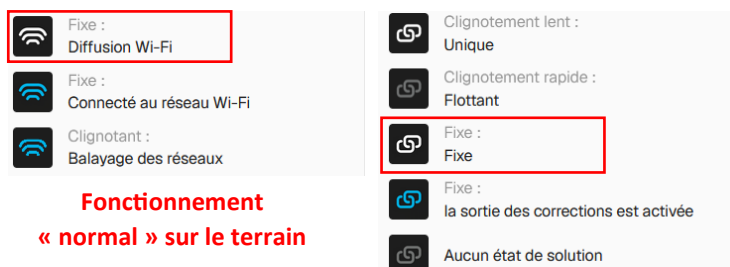 Fixe :
Diffusion Wi-Fi
Fixe :
Connecté au réseau Wi-Fi
Clignotant :
Balayage des réseaux
Fonctionnement
« normal » sur le terrain
Clignotement lent :
Unique
Clignotement rapide :
Flottant
Fixe :
Fixe
Fixe :
la sortie des corrections est activée
Aucun état de solution